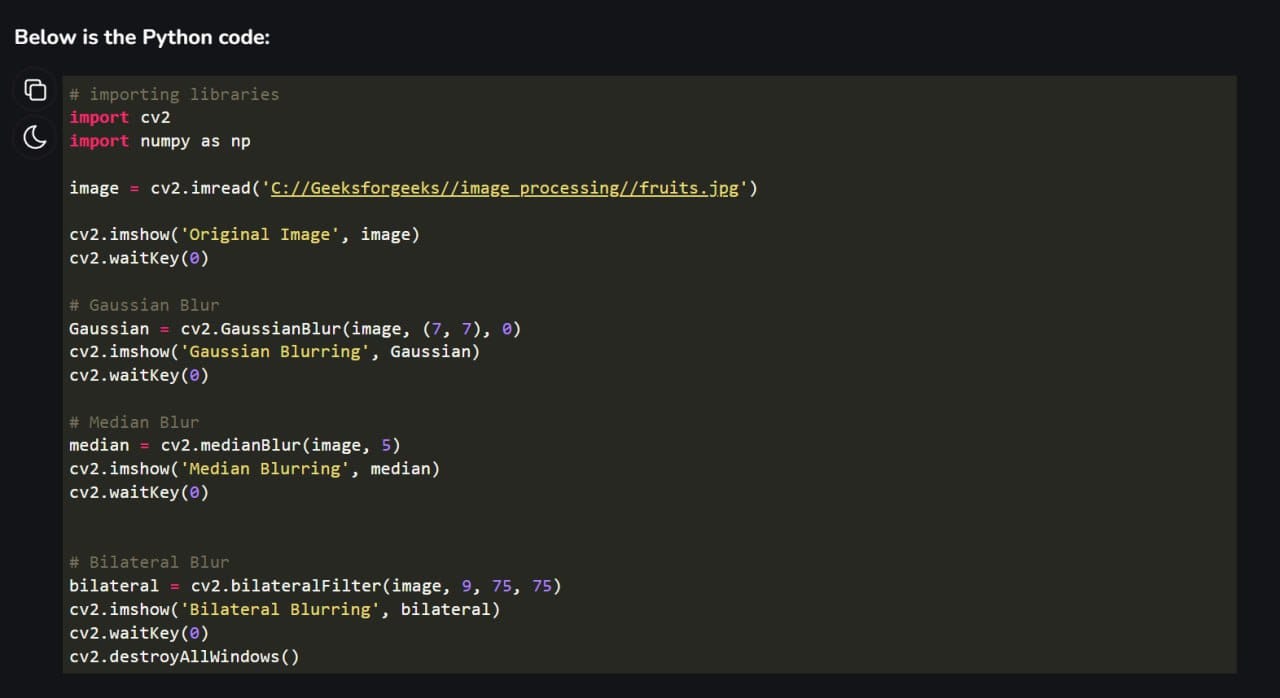 Below is the Python code:
# importing libraries
import cv2
import numpy as np
image = cv2.imread('C://Geeksforgeeks//image_processing//fruits.jpg')
cv2.imshow('Original Image', image)
cv2.waitKey(0)
# Gaussian Blur
Gaussian = cv2.GaussianBlur(image, (7, 7), 0)
cv2.imshow('Gaussian Blurring', Gaussian)
cv2.waitKey(0)
# Median Blur
median = cv2.medianBlur(image, 5)
cv2.imshow('Median Blurring', median)
cv2.waitKey(0)
# Bilateral Blur
bilateral = cv2.bilateralFilter(image, 9, 75, 75)
cv2.imshow('Bilateral Blurring', bilateral)
cv2.waitKey(0)
cv2.destroyAllWindows()